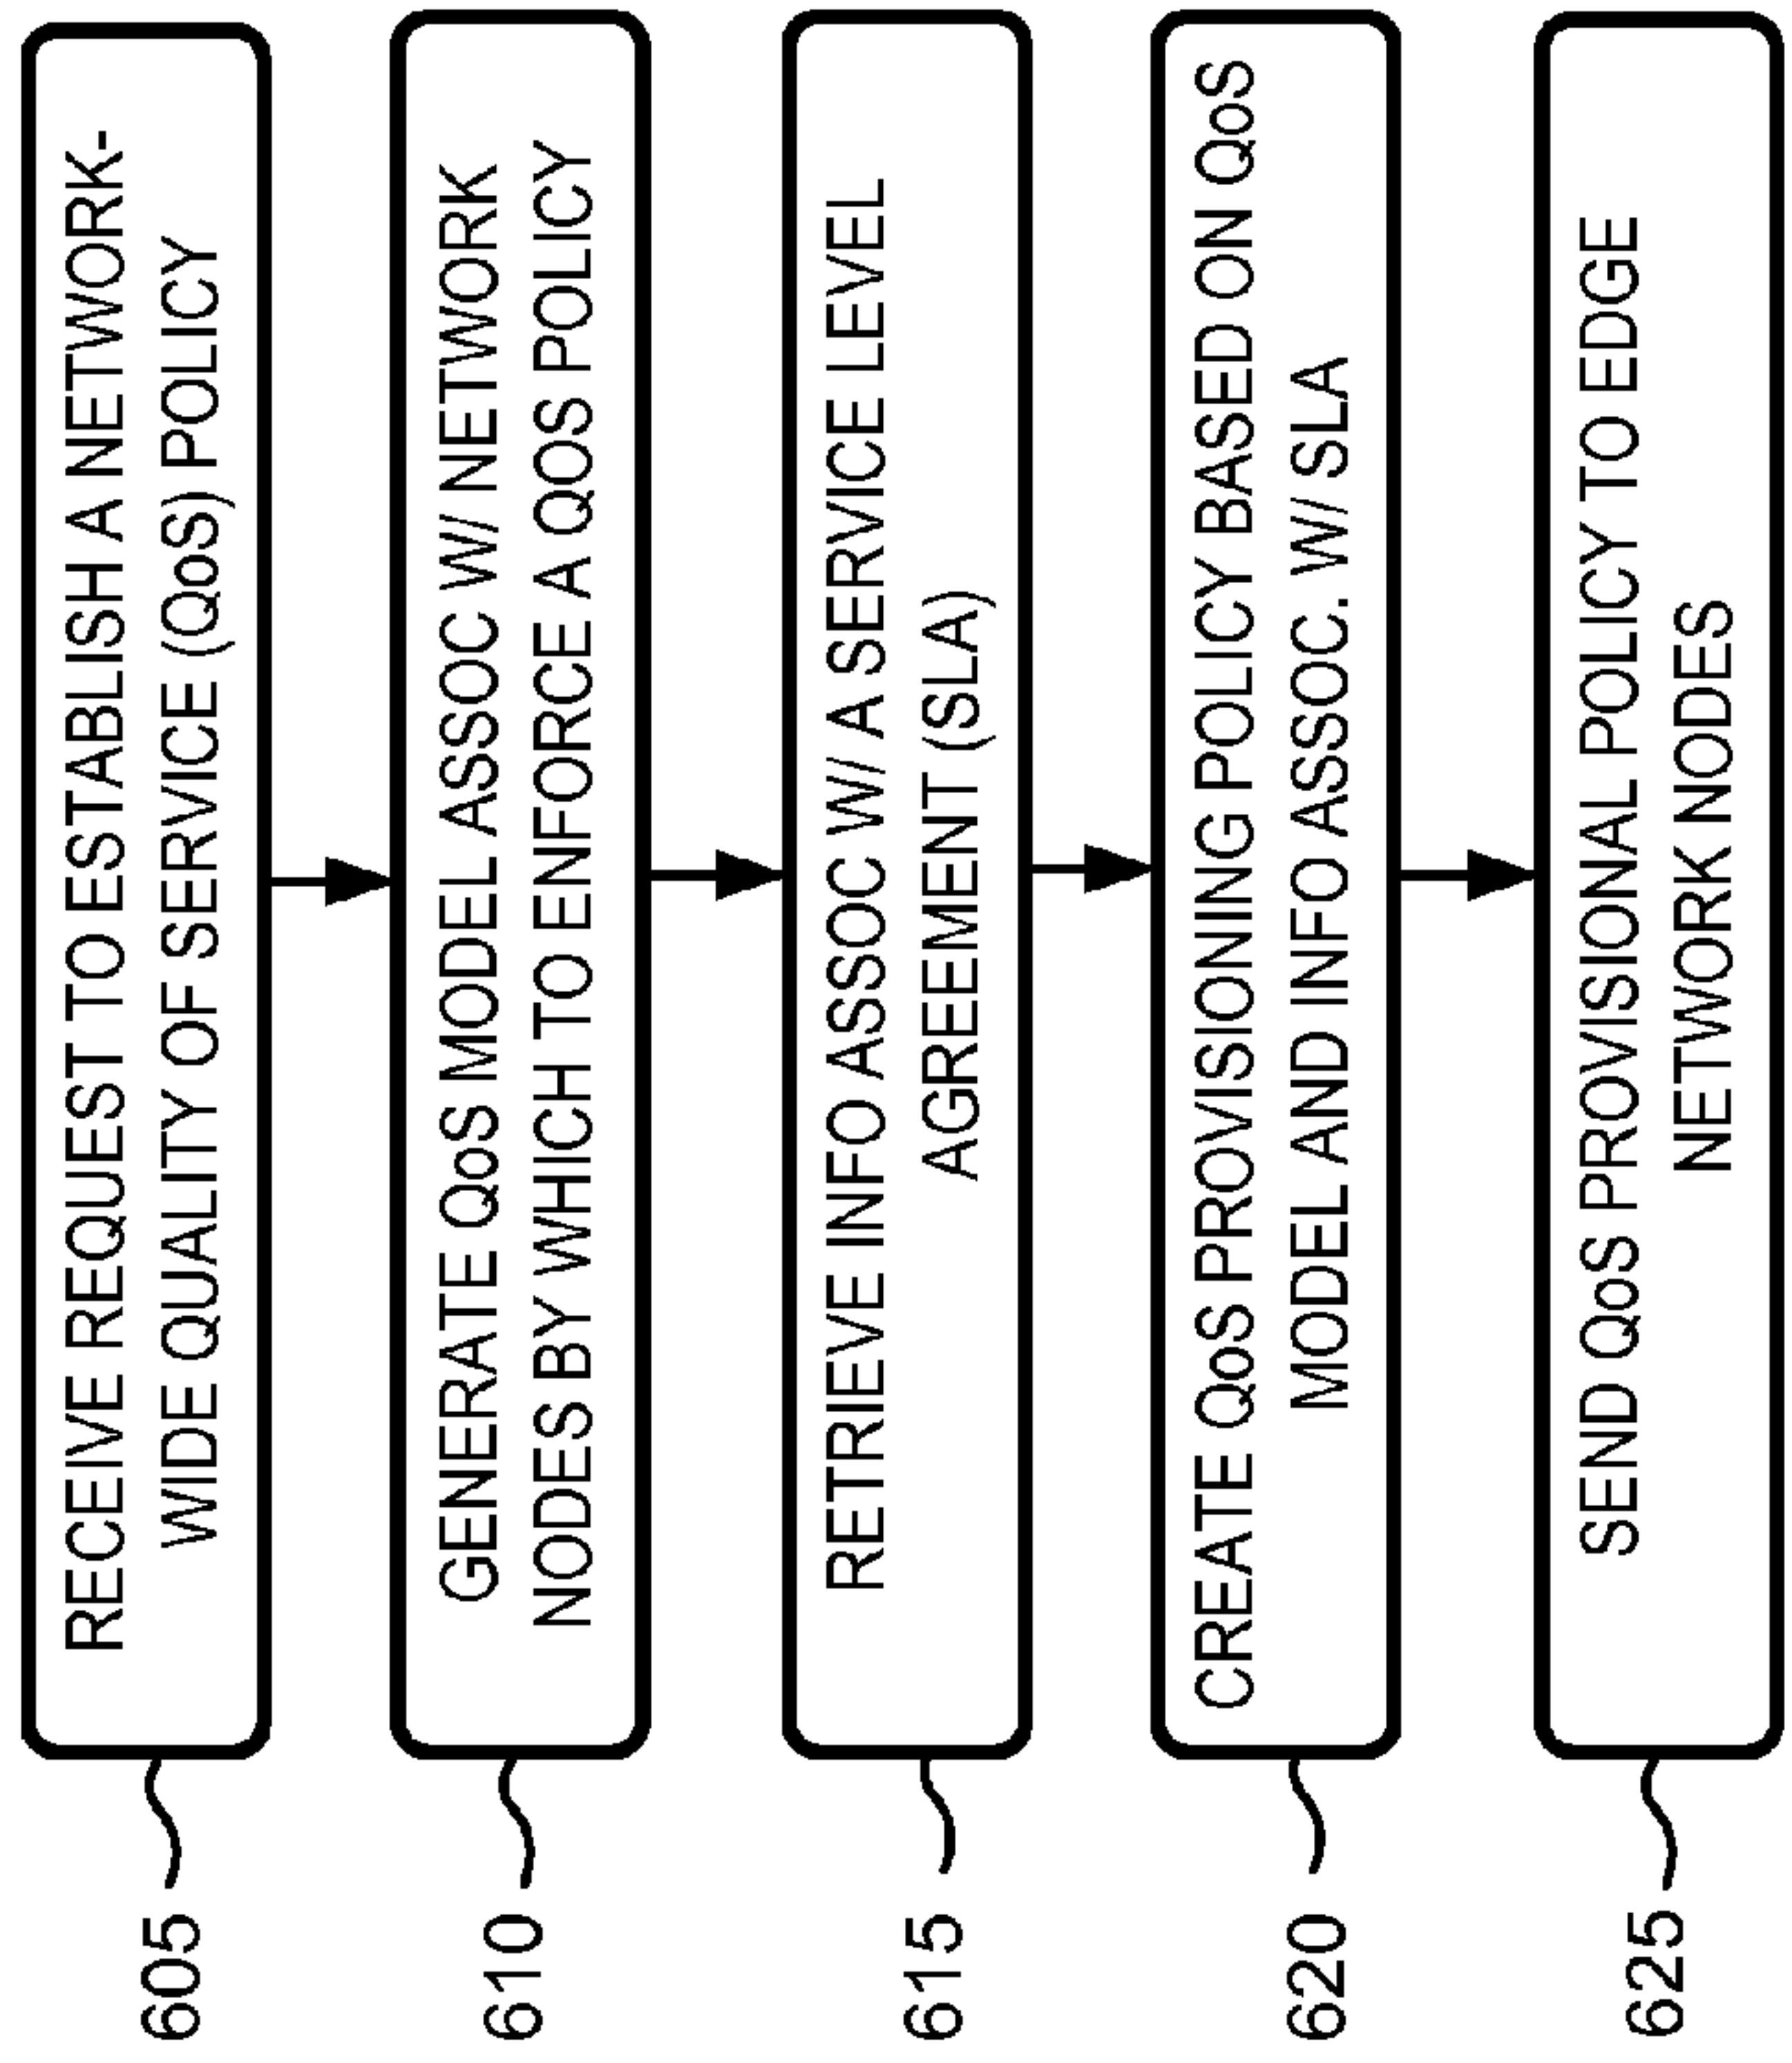 605
RECEIVE REQUEST TO ESTABLISH A NETWORK-
WIDE QUALITY OF SERVICE (QoS) POLICY
610
GENERATE QoS MODEL ASSOC W/ NETWORK
NODES BY WHICH TO ENFORCE A QOS POLICY
615
RETRIEVE INFO ASSOC W/ A SERVICE LEVEL
AGREEMENT (SLA)
620
CREATE QoS PROVISIONING POLICY BASED ON QoS
MODEL AND INFO ASSOC. W/ SLA
625
SEND QoS PROVISIONAL POLICY TO EDGE
NETWORK NODES